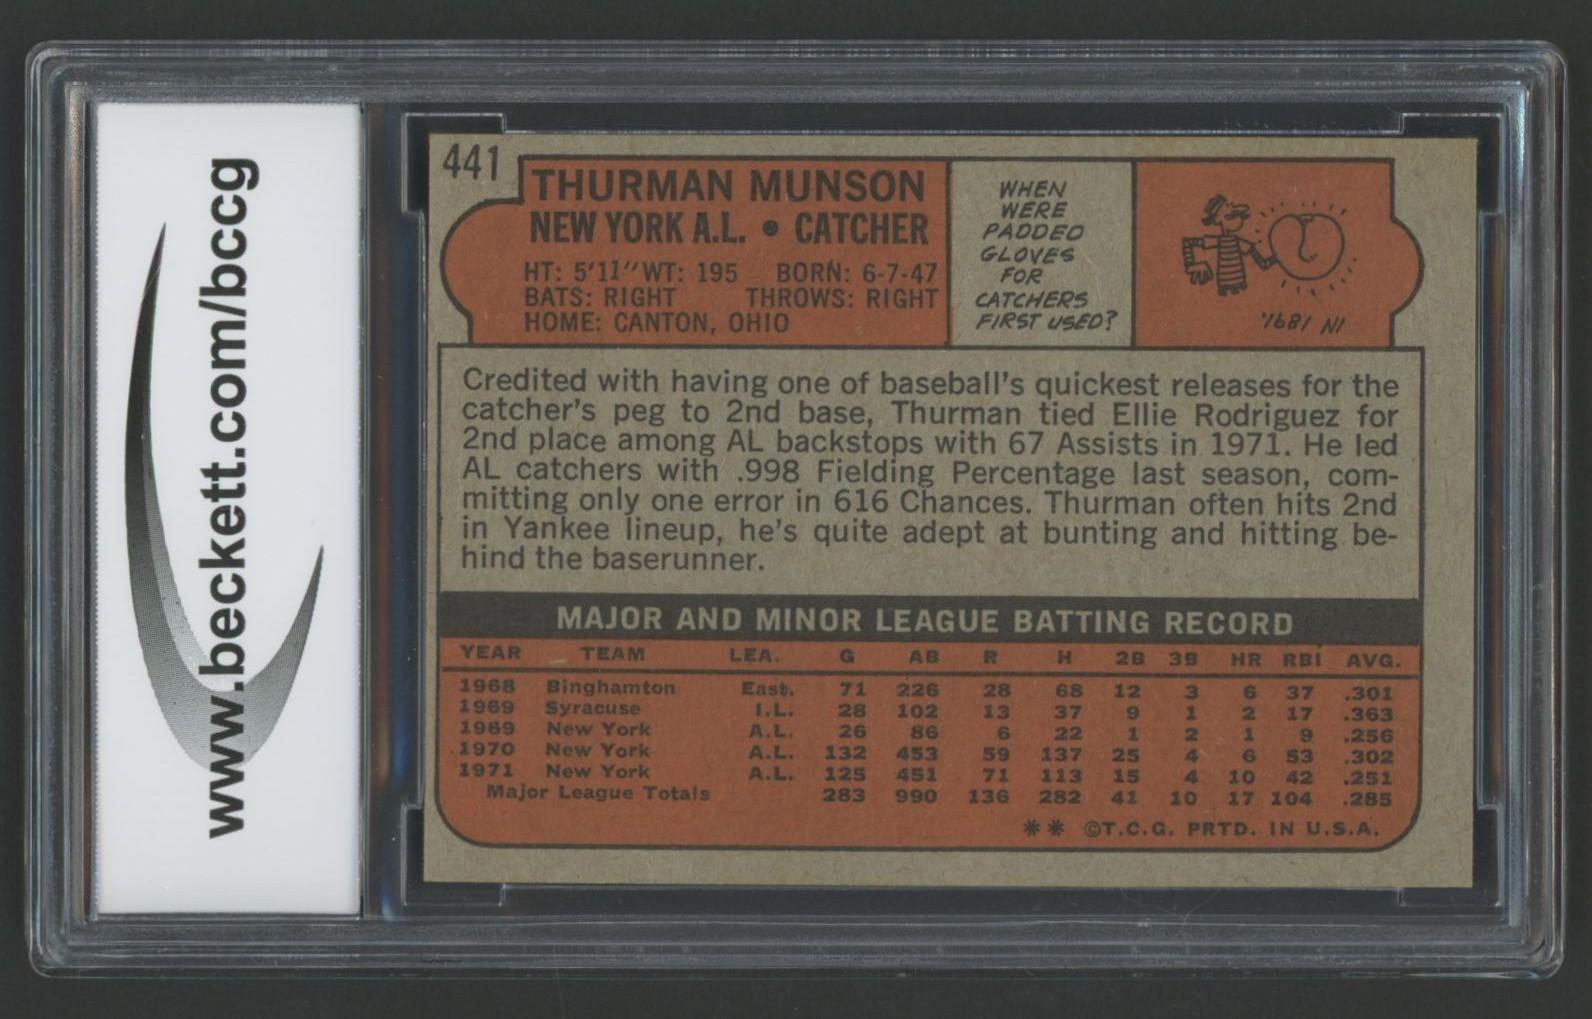 www.beckett.com/bccg
441
THURMAN MUNSON
NEW YORK A.L. • CATCHER
HT: 5'11" WT: 195 BORN: 6-7-47
BATS: RIGHT THROWS: RIGHT
HOME: CANTON, OHIO
WHEN
WERE
PADDED
GLOVES
FOR
CATCHERS
FIRST USED?
IN 1891.
Credited with having one of baseball's quickest releases for the
catcher's peg to 2nd base, Thurman tied Ellie Rodriguez for
2nd place among AL backstops with 67 Assists in 1971. He led
AL catchers with .998 Fielding Percentage last season, com-
mitting only one error in 616 Chances. Thurman often hits 2nd
in Yankee lineup, he's quite adept at bunting and hitting be-
hind the baserunner.
MAJOR AND MINOR LEAGUE BATTING RECORD
YEAR TEAM LEA. G AB R H 2B 3B HR RBI AVG.
1968 Binghamton East. 71 226 28 68 12 3 6 37 .301
1969 Syracuse I.L. 28 102 13 37 9 1 2 17 .363
1969 New York A.L. 26 86 6 22 1 2 1 9 .256
1970 New York A.L. 132 453 59 137 25 4 6 53 .302
1971 New York A.L. 125 451 71 113 15 4 10 42 .251
Major League Totals 283 990 136 282 41 10 17 104 .285
** ©T.C.G. PRTD. IN U.S.A.